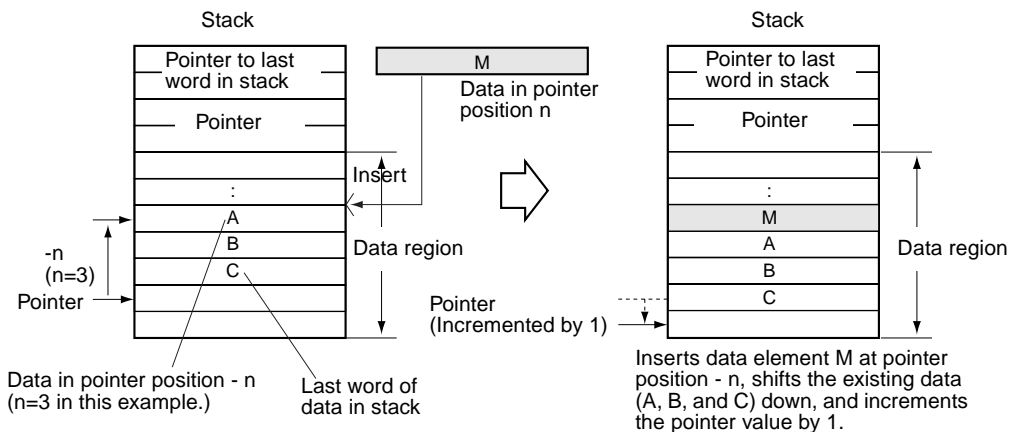 Stack
Pointer to last
word in stack
Pointer
:
A
B
C
-n
(n=3)
Pointer
Data in pointer position - n
(n=3 in this example.)
Last word of
data in stack
M
Data in pointer
position n
Insert
Data region
Stack
Pointer to last
word in stack
Pointer
:
M
A
B
C
Data region
Pointer
(Incremented by 1)
Inserts data element M at pointer
position - n, shifts the existing data
(A, B, and C) down, and increments
the pointer value by 1.